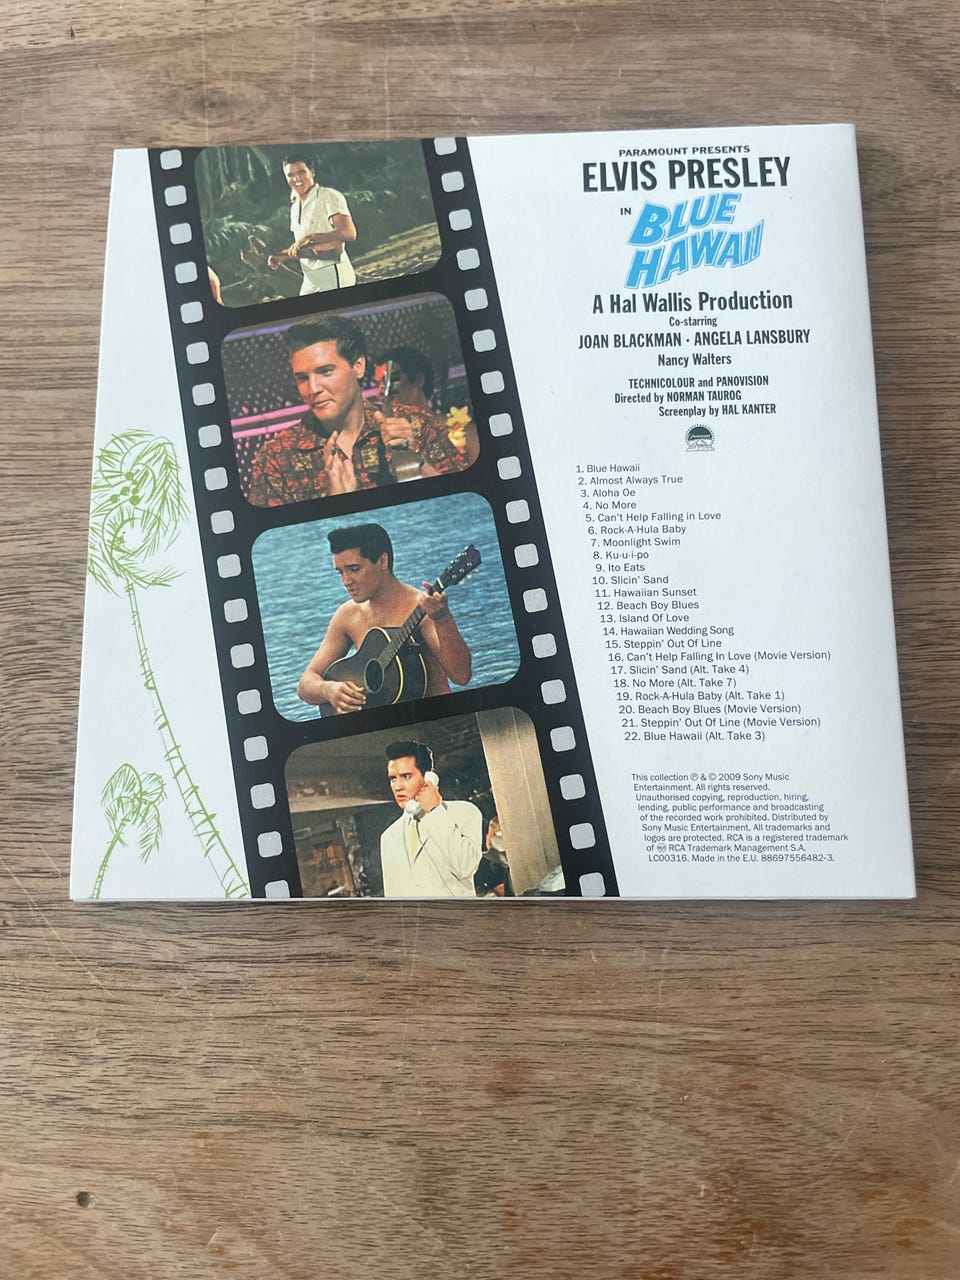 PARAMOUNT PRESENTS
ELVIS PRESLEY
IN BLUE
HAWAII
A Hal Wallis Production
Co-starring
JOAN BLACKMAN · ANGELA LANSBURY
Nancy Walters
TECHNICOLOUR and PANOVISION
Directed by NORMAN TAUROG
Screenplay by HAL KANTER
Paramount
1. Blue Hawaii
2. Almost Always True
3. Aloha Oe
4. No More
5. Can't Help Falling in Love
6. Rock-A-Hula Baby
7. Moonlight Swim
8. Ku-u-i-po
9. Ito Eats
10. Slicin' Sand
11. Hawaiian Sunset
12. Beach Boy Blues
13. Island Of Love
14. Hawaiian Wedding Song
15. Steppin' Out Of Line
16. Can't Help Falling In Love (Movie Version)
17. Slicin' Sand (Alt. Take 4)
18. No More (Alt. Take 7)
19. Rock-A-Hula Baby (Alt. Take 1)
20. Beach Boy Blues (Movie Version)
21. Steppin' Out Of Line (Movie Version)
22. Blue Hawaii (Alt. Take 3)
This collection ℗ & © 2009 Sony Music
Entertainment. All rights reserved.
Unauthorised copying, reproduction, hiring,
lending, public performance and broadcasting
of the recorded work prohibited. Distributed by
Sony Music Entertainment. All trademarks and
logos are protected. RCA is a registered trademark
of RCA Trademark Management S.A.
LC00316. Made in the E.U. 88697556482-3.